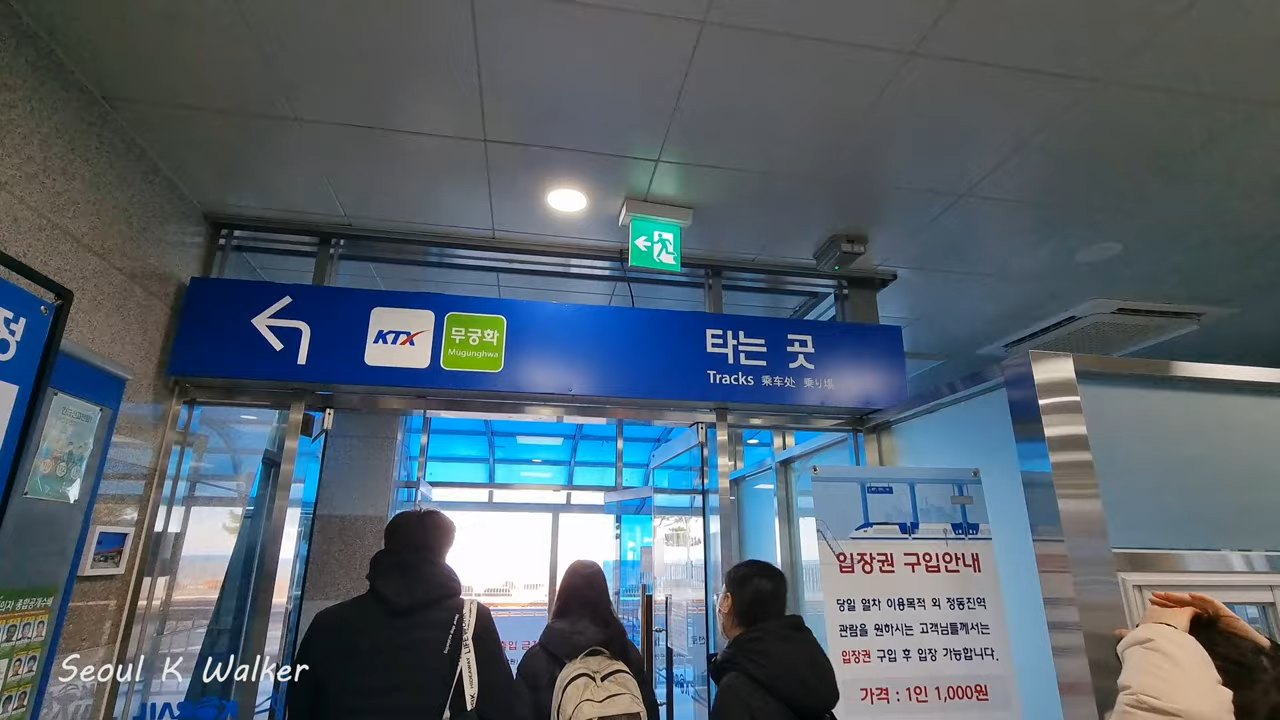 정
KTX
무궁화
Mugunghwa
타는 곳
Tracks 乘车处 乗り場
입장권 구입안내
당일 열차 이용목적 외 정동진역
관람을 원하시는 고객님들께서는
입장권 구입 후 입장 가능합니다.
가격 : 1인 1,000원
Seoul K Walker